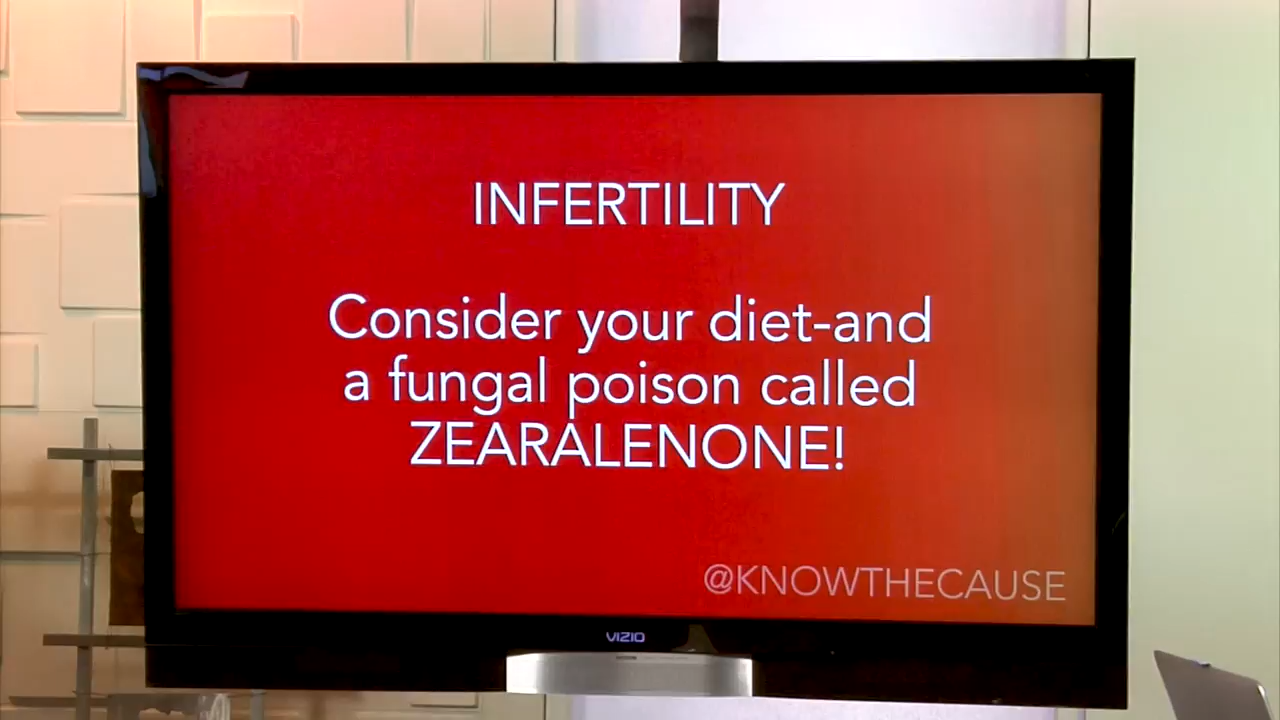 INFERTILITY
Consider your diet-and
a fungal poison called
ZEARALENONE!
@KNOWTHECAUSE
VIZIO